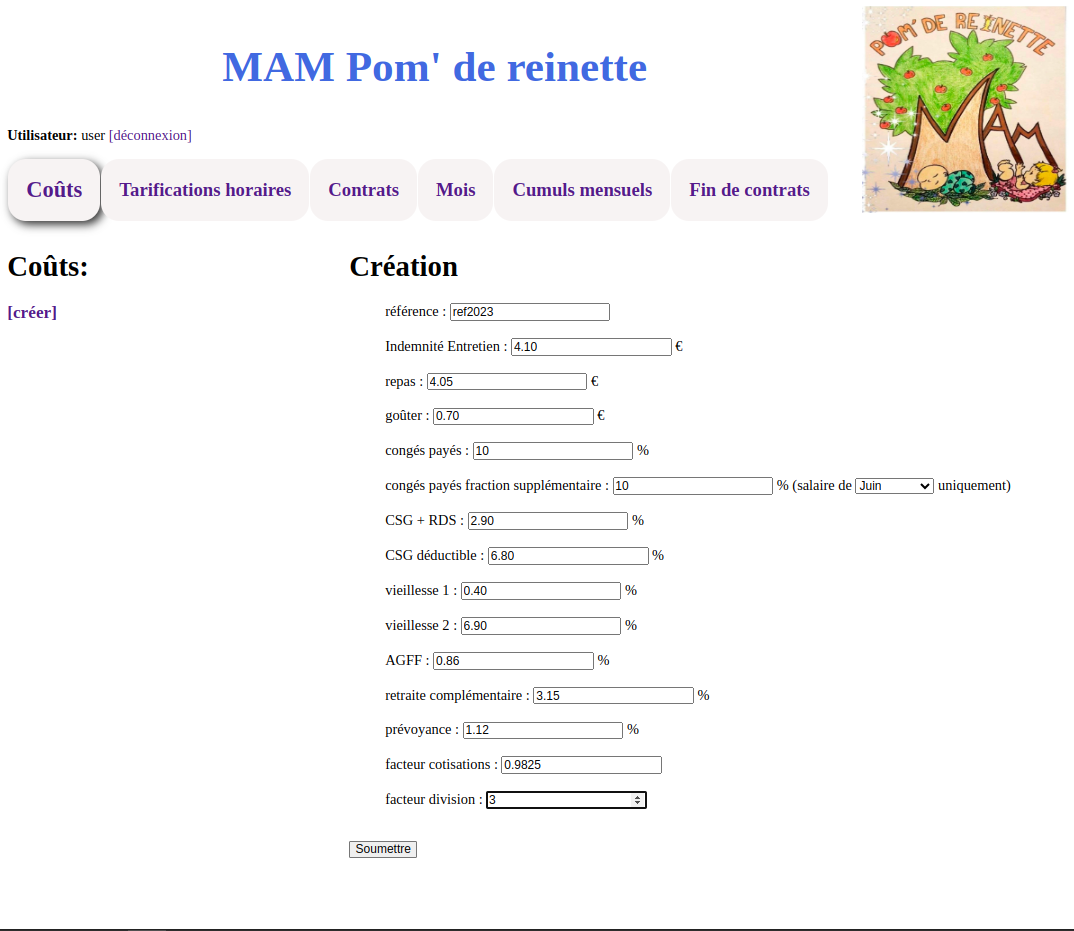 POM' DE REINETTE
MAM
MAM Pom' de reinette
Utilisateur: user [déconnexion]
Coûts Tarifications horaires Contrats Mois Cumuls mensuels Fin de contrats
Coûts:
[créer]
Création
référence : ref2023
Indemnité Entretien : 4.10 €
repas : 4.05 €
goûter : 0.70 €
congés payés : 10 %
congés payés fraction supplémentaire : 10 % (salaire de Juin uniquement)
CSG + RDS : 2.90 %
CSG déductible : 6.80 %
vieillesse 1 : 0.40 %
vieillesse 2 : 6.90 %
AGFF : 0.86 %
retraite complémentaire : 3.15 %
prévoyance : 1.12 %
facteur cotisations : 0.9825
facteur division : 3
Soumettre